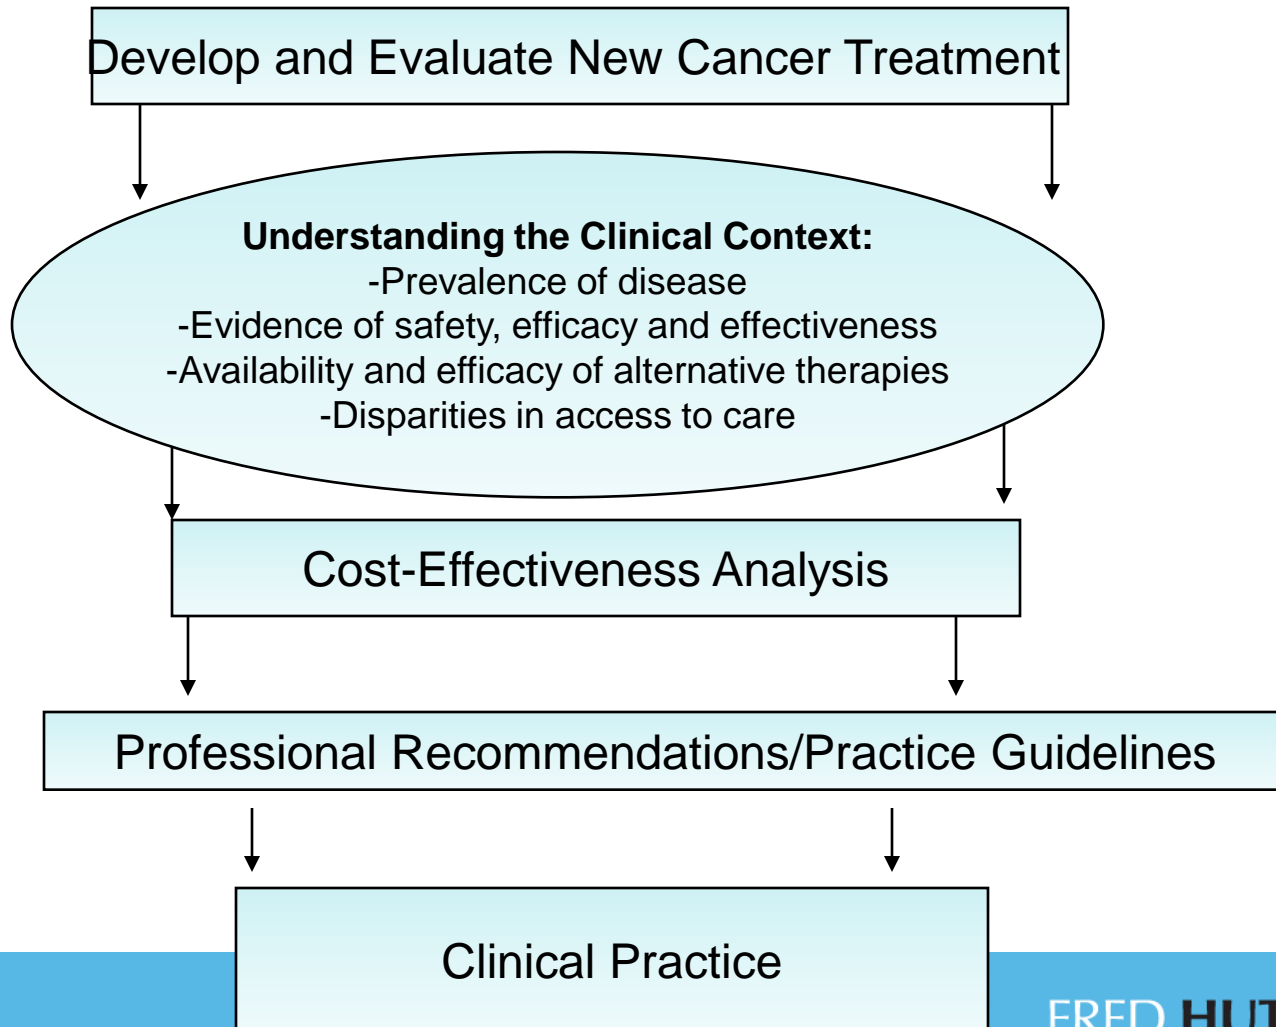 Develop and Evaluate New Cancer Treatment
Understanding the Clinical Context:
-Prevalence of disease
-Evidence of safety, efficacy and effectiveness
-Availability and efficacy of alternative therapies
-Disparities in access to care
Cost-Effectiveness Analysis
Professional Recommendations/Practice Guidelines
Clinical Practice
FRED HUT